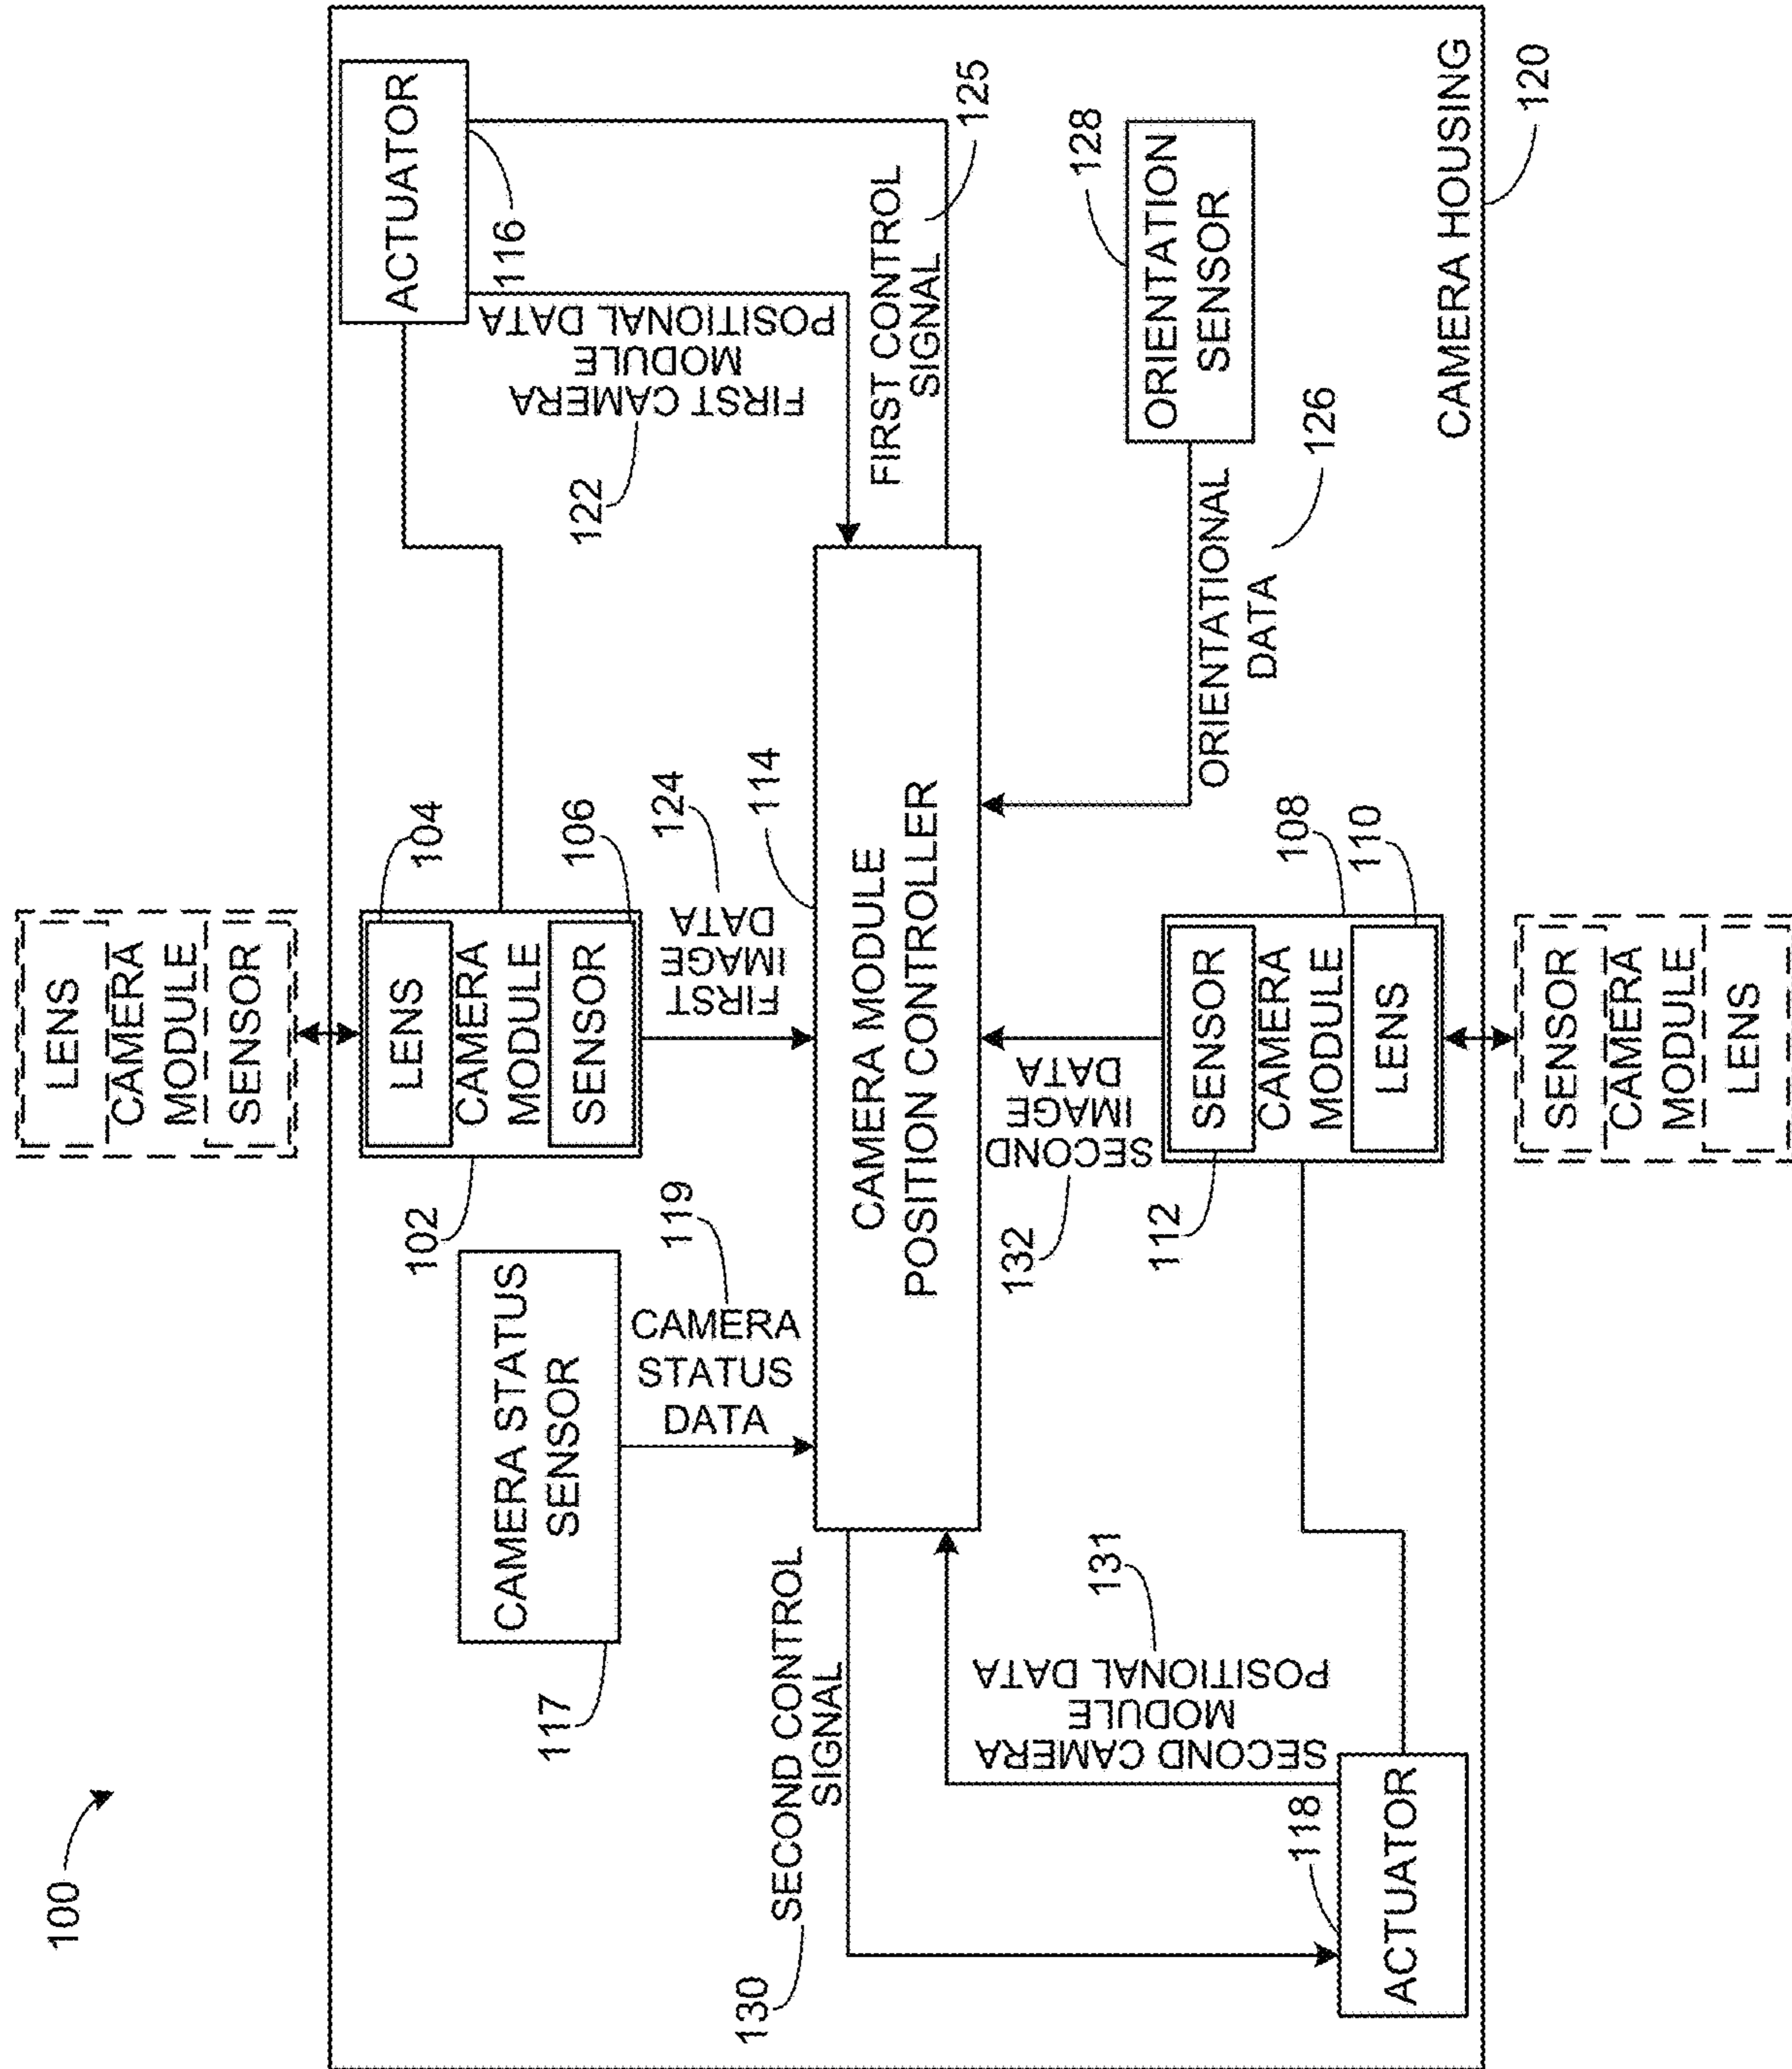 100
LENS
CAMERA
MODULE
SENSOR
LENS
CAMERA
MODULE
SENSOR
104
106
102
ACTUATOR
116
FIRST CAMERA
MODULE
POSITIONAL DATA
122
CAMERA STATUS
SENSOR
117
CAMERA
STATUS
DATA
119
FIRST
IMAGE
DATA
124
FIRST CONTROL
SIGNAL
125
CAMERA MODULE
POSITION CONTROLLER
114
SECOND CONTROL
SIGNAL
130
SECOND CAMERA
MODULE
POSITIONAL DATA
131
SECOND
IMAGE
DATA
132
ORIENTATION
SENSOR
128
ORIENTATIONAL
DATA
126
SENSOR
CAMERA
MODULE
LENS
108
110
112
ACTUATOR
118
CAMERA HOUSING
120
SENSOR
CAMERA
MODULE
LENS